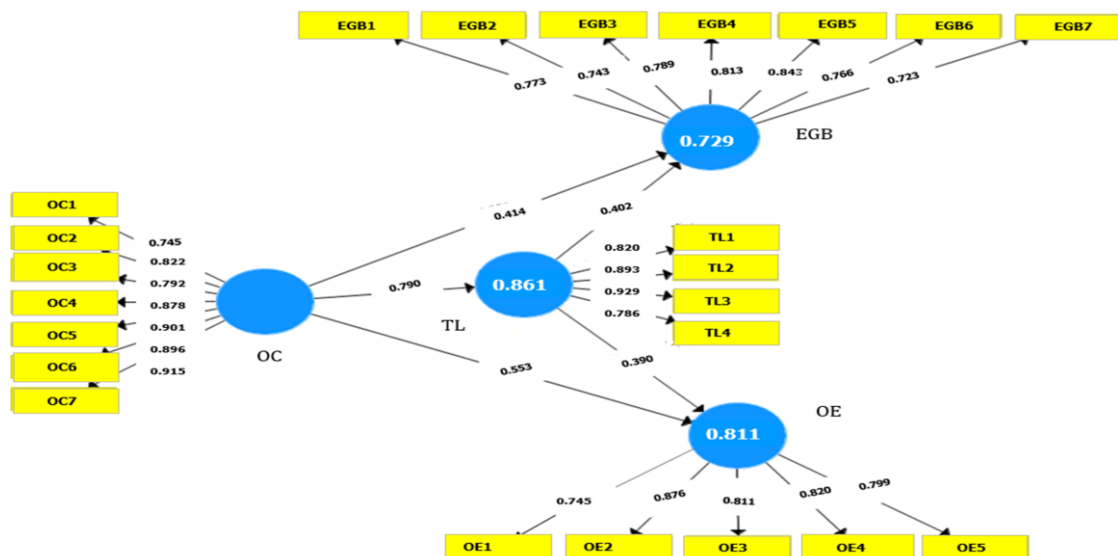 EGB1 EGB2 EGB3 EGB4 EGB5 EGB6 EGB7
0.773 0.743 0.789 0.813 0.843 0.766 0.723
0.729 EGB
OC1
OC2
OC3
OC4
OC5
OC6
OC7
0.745
0.822
0.792
0.878
0.901
0.896
0.915
OC
0.414
0.790
0.553
0.402
0.861
TL
0.390
0.820
0.893
0.929
0.786
TL1
TL2
TL3
TL4
0.811 OE
0.745 0.876 0.811 0.820 0.799
OE1 OE2 OE3 OE4 OE5